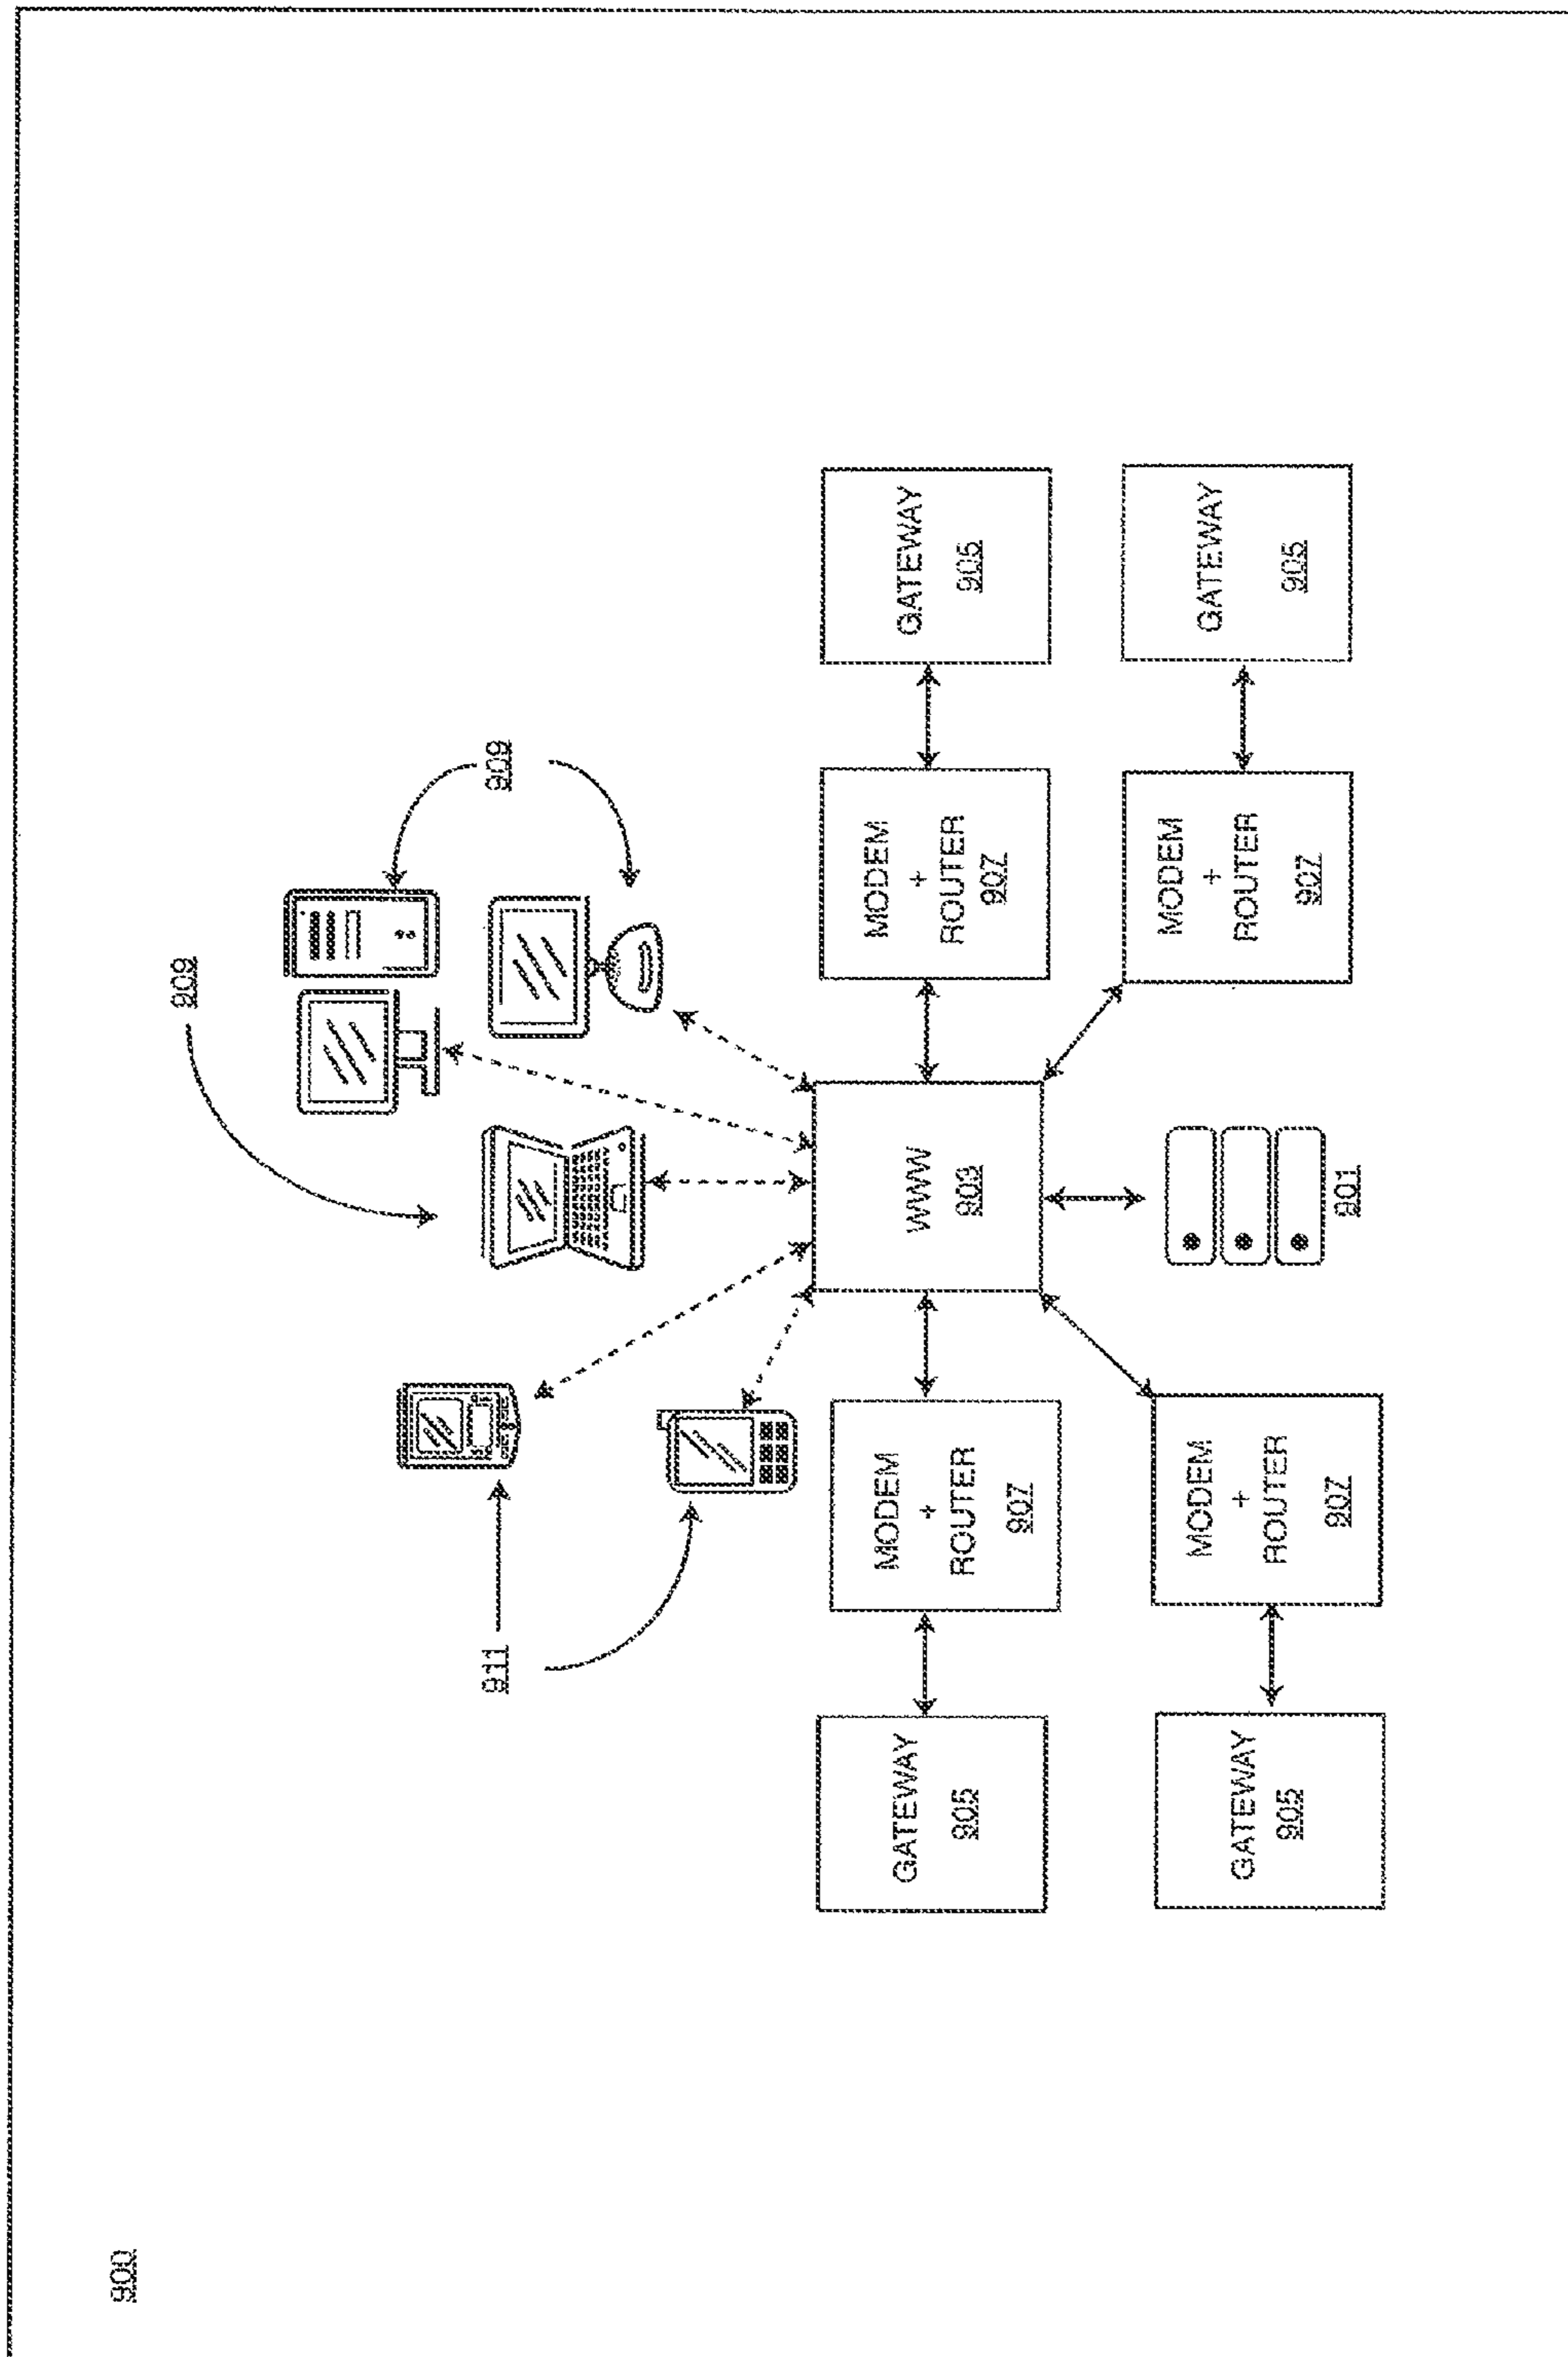 900
909
911
909
GATEWAY
905
MODEM
+
ROUTER
907
WWW
903
MODEM
+
ROUTER
907
GATEWAY
905
GATEWAY
905
MODEM
+
ROUTER
907
901
MODEM
+
ROUTER
907
GATEWAY
905